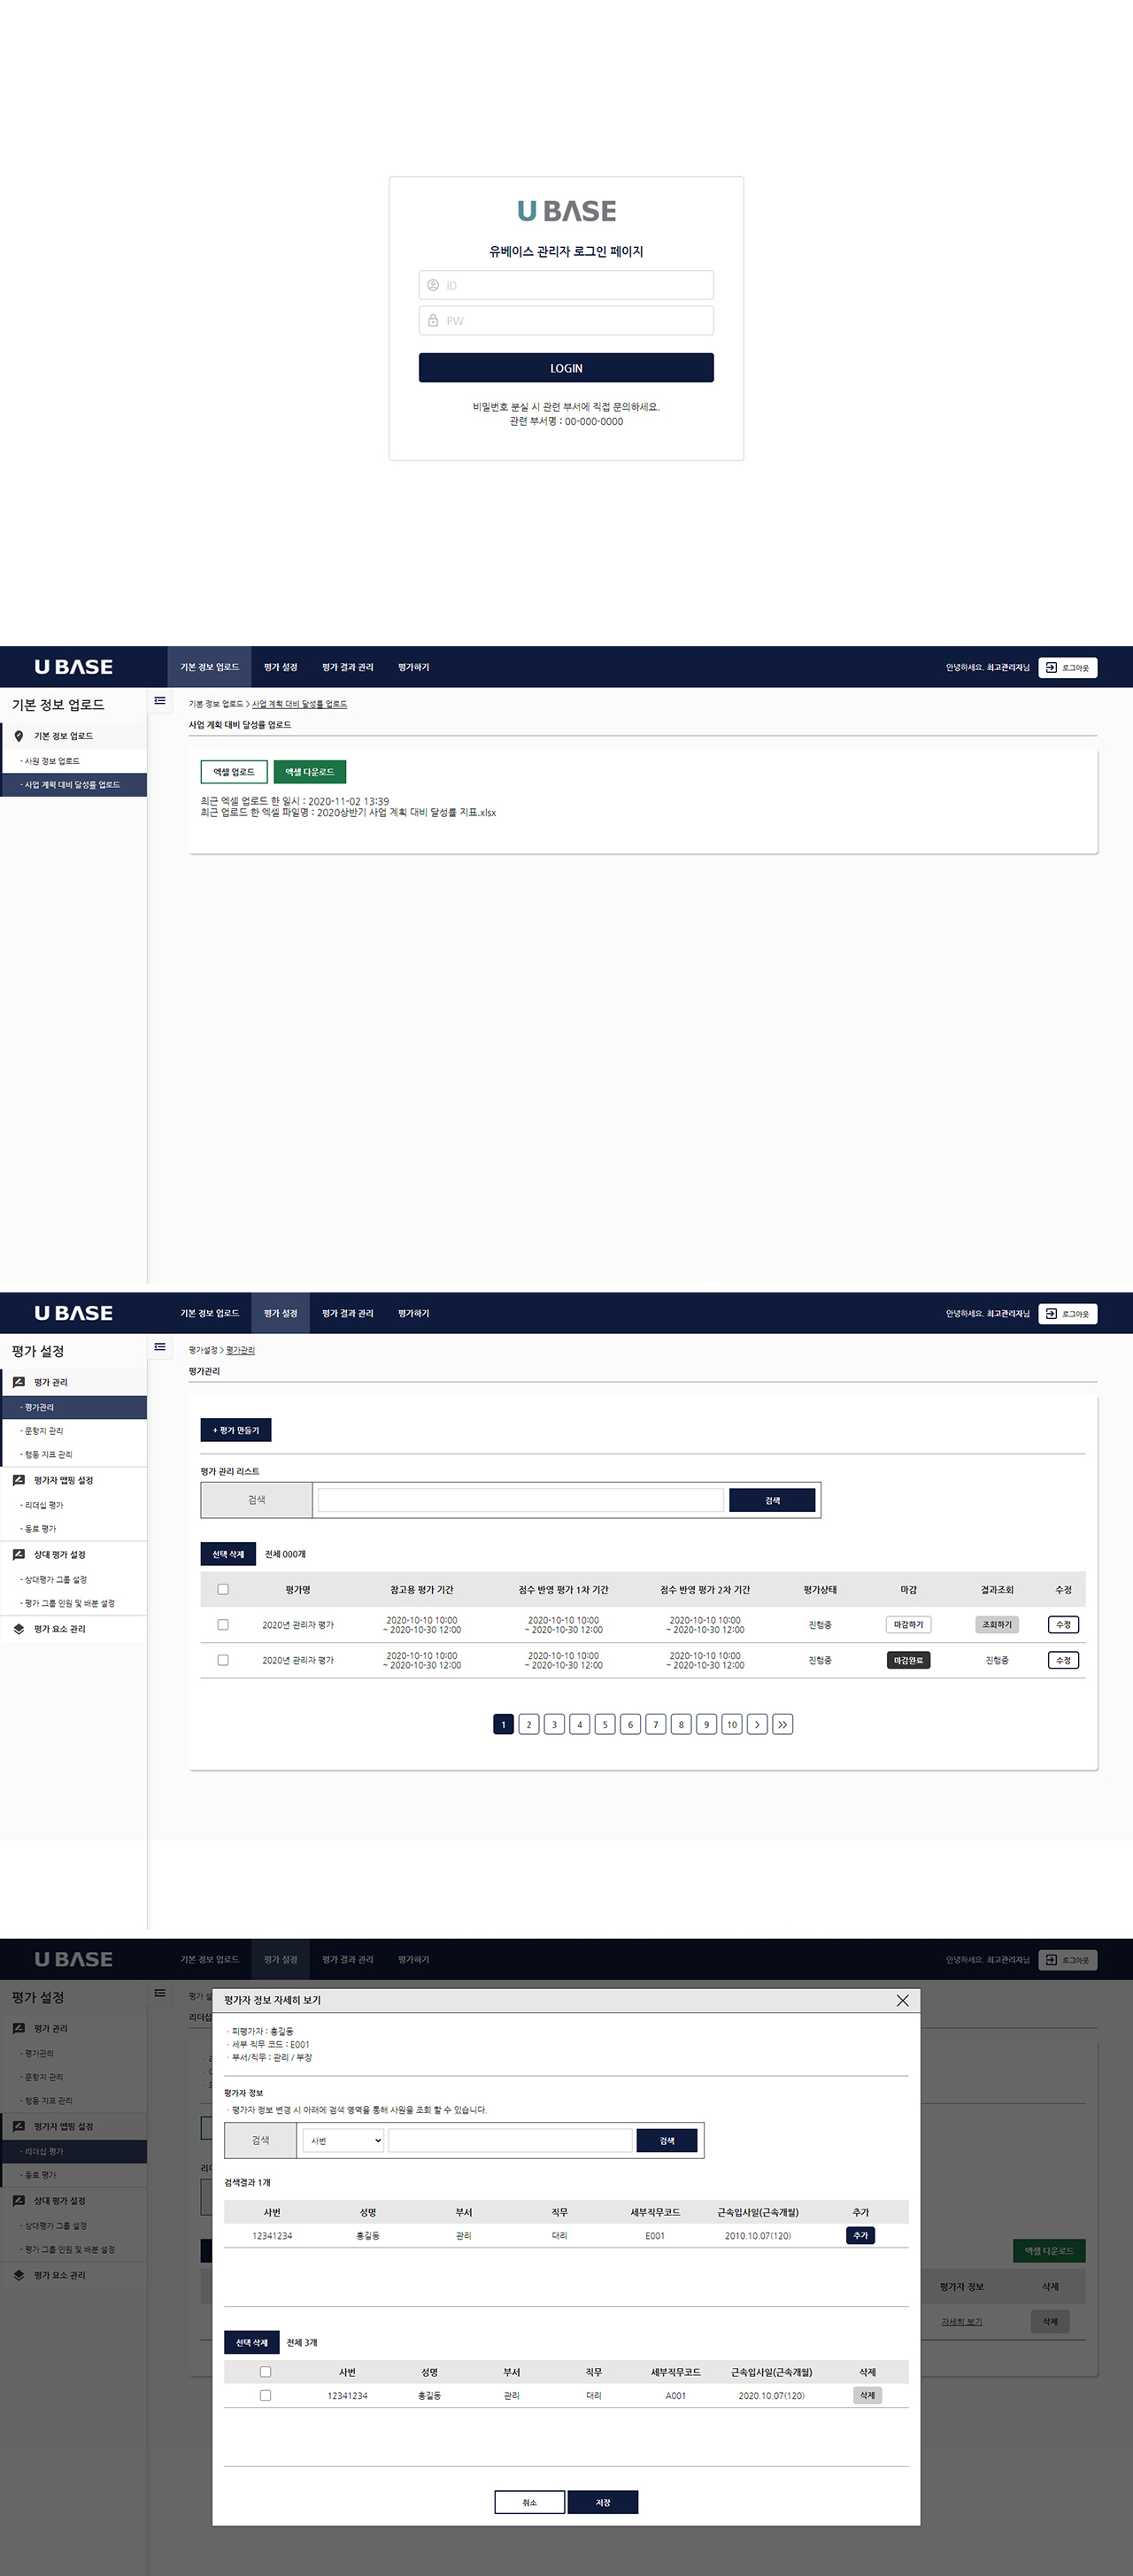 U BASE
유베이스 관리자 로그인 페이지
ID
PW
LOGIN
비밀번호 분실 시 관련 부서에 직접 문의하세요.
관련 부서명 : 00-000-0000
U BASE
기본 정보 업로드
평가 설정
평가 결과 관리
평가하기
안녕하세요. 최고관리자님
로그아웃
기본 정보 업로드
기본 정보 업로드
- 사원 정보 업로드
- 사업 계획 대비 달성률 업로드
기본 정보 업로드 > 사업 계획 대비 달성률 업로드
사업 계획 대비 달성률 업로드
엑셀 업로드
엑셀 다운로드
최근 엑셀 업로드 한 일시 : 2020-11-02 13:39
최근 업로드 한 엑셀 파일명 : 2020상반기 사업 계획 대비 달성률 지표.xlsx
U BASE
기본 정보 업로드
평가 설정
평가 결과 관리
평가하기
안녕하세요. 최고관리자님
로그아웃
평가 설정
평가 관리
- 평가관리
- 문항지 관리
- 행동 지표 관리
평가자 맵핑 설정
- 리더십 평가
- 동료 평가
상대 평가 설정
- 상대평가 그룹 설정
- 평가 그룹 인원 및 배분 설정
평가 요소 관리
평가설정 > 평가관리
평가관리
+ 평가 만들기
평가 관리 리스트
검색
검색
선택 삭제
전체 000개
평가명 참고용 평가 기간 점수 반영 평가 1차 기간 점수 반영 평가 2차 기간 평가상태 마감 결과조회 수정
2020년 관리자 평가 2020-10-10 10:00 ~ 2020-10-30 12:00 2020-10-10 10:00 ~ 2020-10-30 12:00 2020-10-10 10:00 ~ 2020-10-30 12:00 진행중 마감하기 조회하기 수정
2020년 관리자 평가 2020-10-10 10:00 ~ 2020-10-30 12:00 2020-10-10 10:00 ~ 2020-10-30 12:00 2020-10-10 10:00 ~ 2020-10-30 12:00 진행중 마감완료 진행중 수정
1 2 3 4 5 6 7 8 9 10 > >>
U BASE
기본 정보 업로드
평가 설정
평가 결과 관리
평가하기
안녕하세요. 최고관리자님
로그아웃
평가 설정
평가 관리
- 평가관리
- 문항지 관리
- 행동 지표 관리
평가자 맵핑 설정
- 리더십 평가
- 동료 평가
상대 평가 설정
- 상대평가 그룹 설정
- 평가 그룹 인원 및 배분 설정
평가 요소 관리
평가자 정보 자세히 보기
· 피평가자 : 홍길동
· 세부 직무 코드 : E001
· 부서/직무 : 관리 / 부장
평가자 정보
· 평가자 정보 변경 시 아래에 검색 영역을 통해 사원을 조회 할 수 있습니다.
검색
사번
검색
검색결과 1개
사번 성명 부서 직무 세부직무코드 근속입사일(근속개월) 추가
12341234 홍길동 관리 대리 E001 2010.10.07(120) 추가
선택 삭제
전체 3개
사번 성명 부서 직무 세부직무코드 근속입사일(근속개월) 삭제
12341234 홍길동 관리 대리 A001 2020.10.07(120) 삭제
취소
저장
엑셀 다운로드
평가자 정보 삭제
자세히 보기 삭제